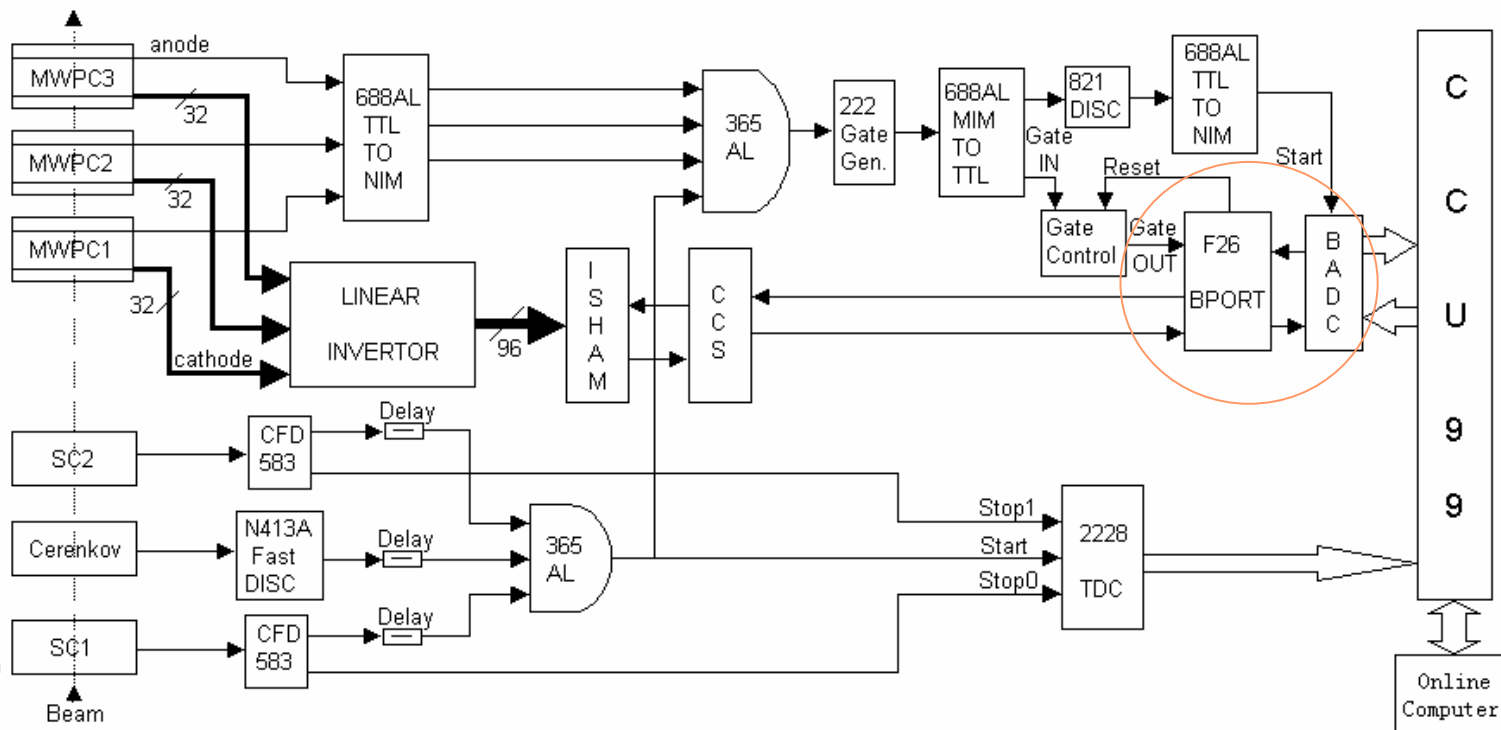 anode
MWPC3
32
MWPC2
32
MWPC1
32
cathode
688AL
TTL
TO
NIM
365
AL
222
Gate
Gen.
688AL
MIM
TO
TTL
Gate
IN
821
DISC
688AL
TTL
TO
NIM
Start
Reset
Gate
Control
Gate
OUT
F26
BPORT
B
A
D
C
C
C
U
9
9
LINEAR
INVERTOR
96
I
S
H
A
M
C
C
S
SC2
CFD
583
Delay
Cerenkov
N413A
Fast
DISC
Delay
365
AL
SC1
CFD
583
Delay
Stop1
Start
Stop0
2228
TDC
Beam
Online
Computer